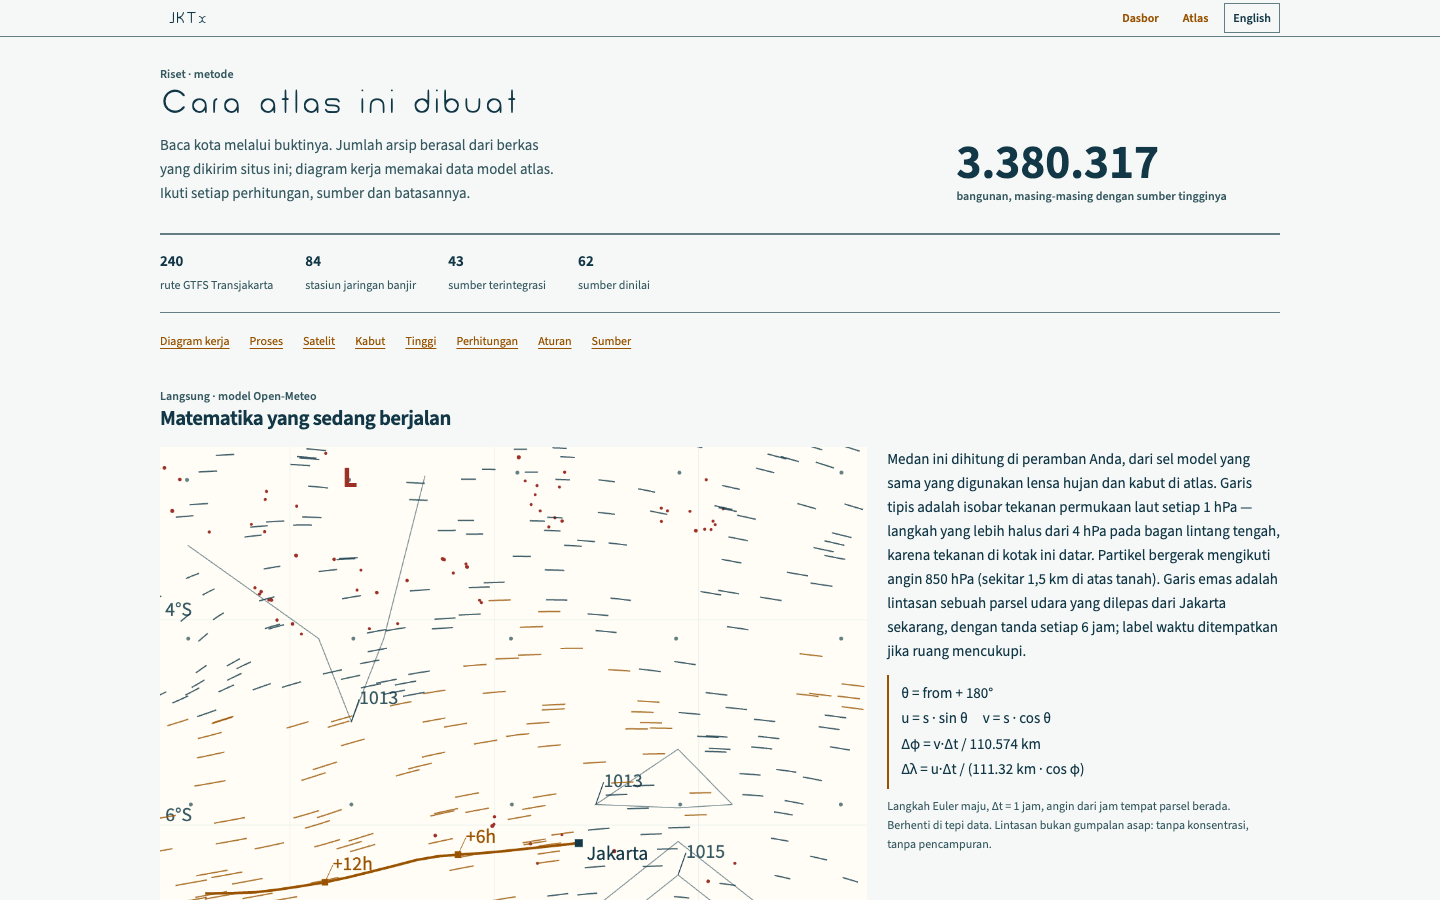 JKTx
Dasbor Atlas English
Riset · metode
Cara atlas ini dibuat
Baca kota melalui buktinya. Jumlah arsip berasal dari berkas
yang dikirim situs ini; diagram kerja memakai data model atlas.
Ikuti setiap perhitungan, sumber dan batasannya.
3.380.317
bangunan, masing-masing dengan sumber tingginya
240
rute GTFS Transjakarta
84
stasiun jaringan banjir
43
sumber terintegrasi
62
sumber dinilai
Diagram kerja Proses Satelit Kabut Tinggi Perhitungan Aturan Sumber
Langsung · model Open-Meteo
Matematika yang sedang berjalan
L
4°S
1013
1013
6°S
+6h
+12h
Jakarta
1015
Medan ini dihitung di peramban Anda, dari sel model yang
sama yang digunakan lensa hujan dan kabut di atlas. Garis
tipis adalah isobar tekanan permukaan laut setiap 1 hPa —
langkah yang lebih halus dari 4 hPa pada bagan lintang tengah,
karena tekanan di kotak ini datar. Partikel bergerak mengikuti
angin 850 hPa (sekitar 1,5 km di atas tanah). Garis emas adalah
lintasan sebuah parsel udara yang dilepas dari Jakarta
sekarang, dengan tanda setiap 6 jam; label waktu ditempatkan
jika ruang mencukupi.
θ = from + 180°
u = s · sin θ v = s · cos θ
Δφ = v·Δt / 110.574 km
Δλ = u·Δt / (111.32 km · cos φ)
Langkah Euler maju, Δt = 1 jam, angin dari jam tempat parsel berada.
Berhenti di tepi data. Lintasan bukan gumpalan asap: tanpa konsentrasi,
tanpa pencampuran.